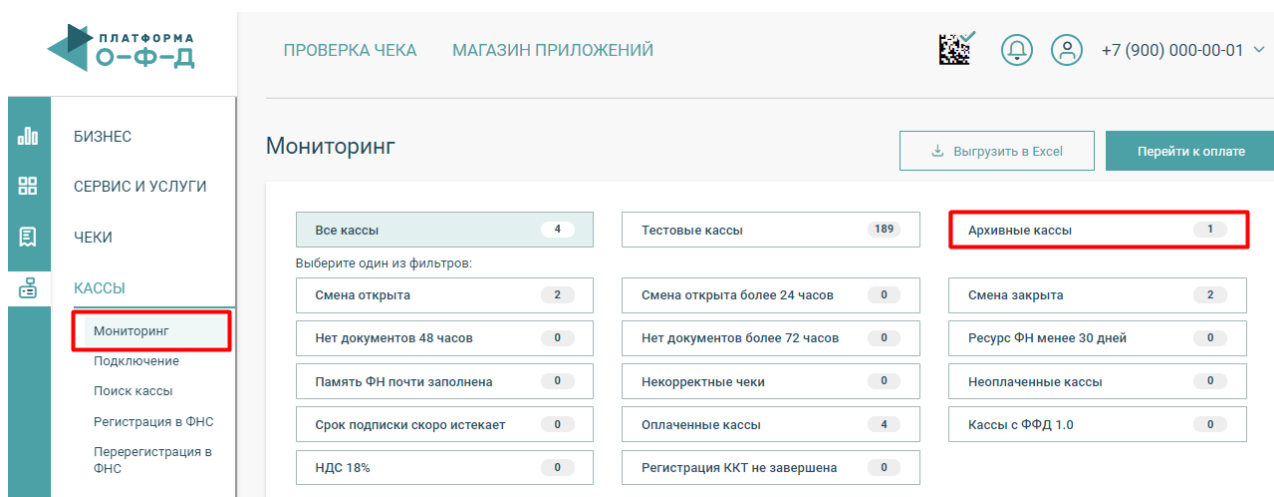 ПЛАТФОРМА
О-Ф-Д
ПРОВЕРКА ЧЕКА МАГАЗИН ПРИЛОЖЕНИЙ +7 (900) 000-00-01
БИЗНЕС
СЕРВИС И УСЛУГИ
ЧЕКИ
КАССЫ
Мониторинг
Подключение
Поиск кассы
Регистрация в ФНС
Перерегистрация в
ФНС
Мониторинг Выгрузить в Excel Перейти к оплате
Все кассы 4 Тестовые кассы 189 Архивные кассы 1
Выберите один из фильтров:
Смена открыта 2 Смена открыта более 24 часов 0 Смена закрыта 2
Нет документов 48 часов 0 Нет документов более 72 часов 0 Ресурс ФН менее 30 дней 0
Память ФН почти заполнена 0 Некорректные чеки 0 Неоплаченные кассы 0
Срок подписки скоро истекает 0 Оплаченные кассы 4 Кассы с ФФД 1.0 0
НДС 18% 0 Регистрация ККТ не завершена 0